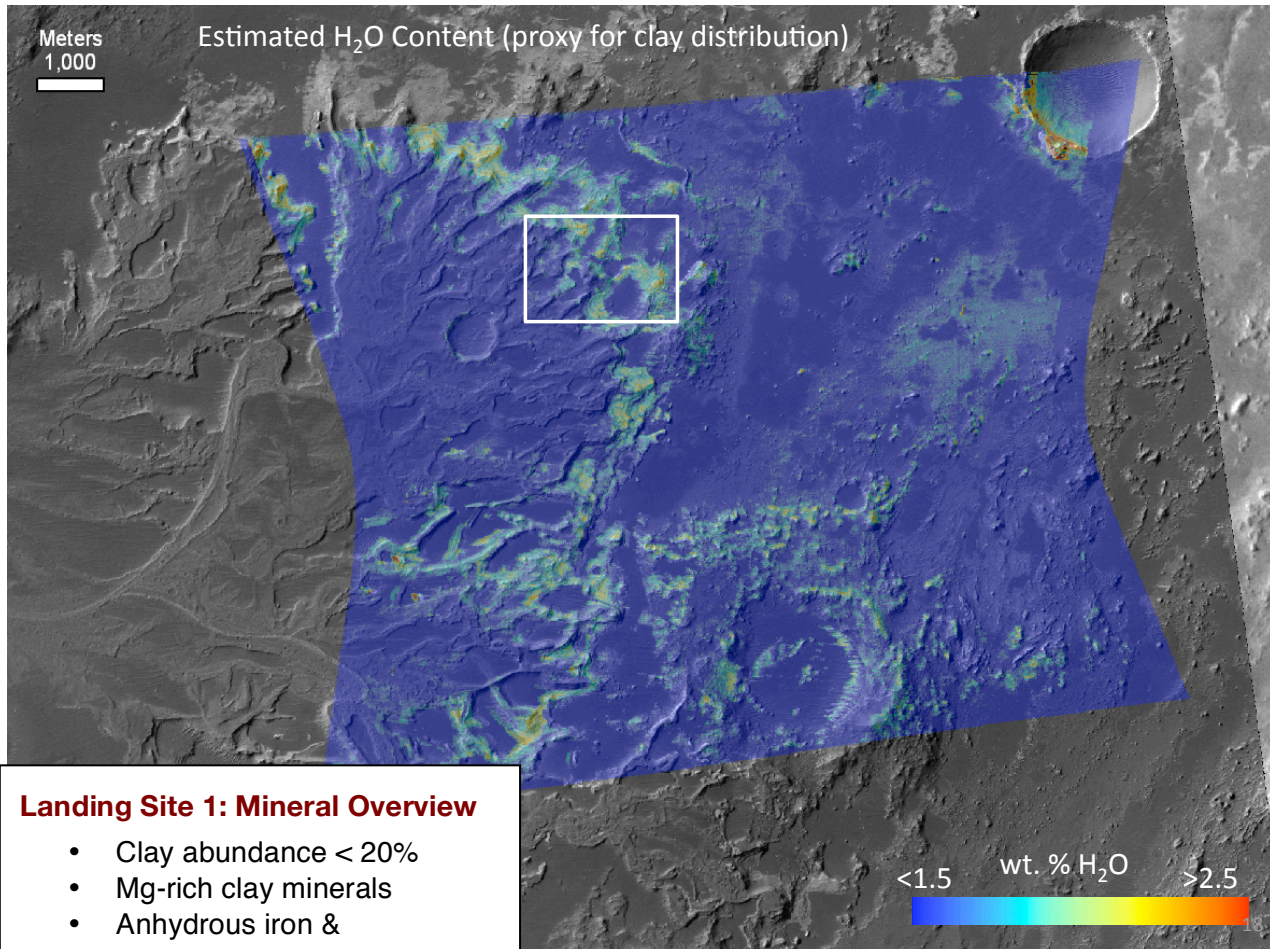 Meters
1,000
Estimated H₂O Content (proxy for clay distribution)
Landing Site 1: Mineral Overview
• Clay abundance < 20%
• Mg-rich clay minerals
• Anhydrous iron &
<1.5 wt. % H₂O >2.5
18